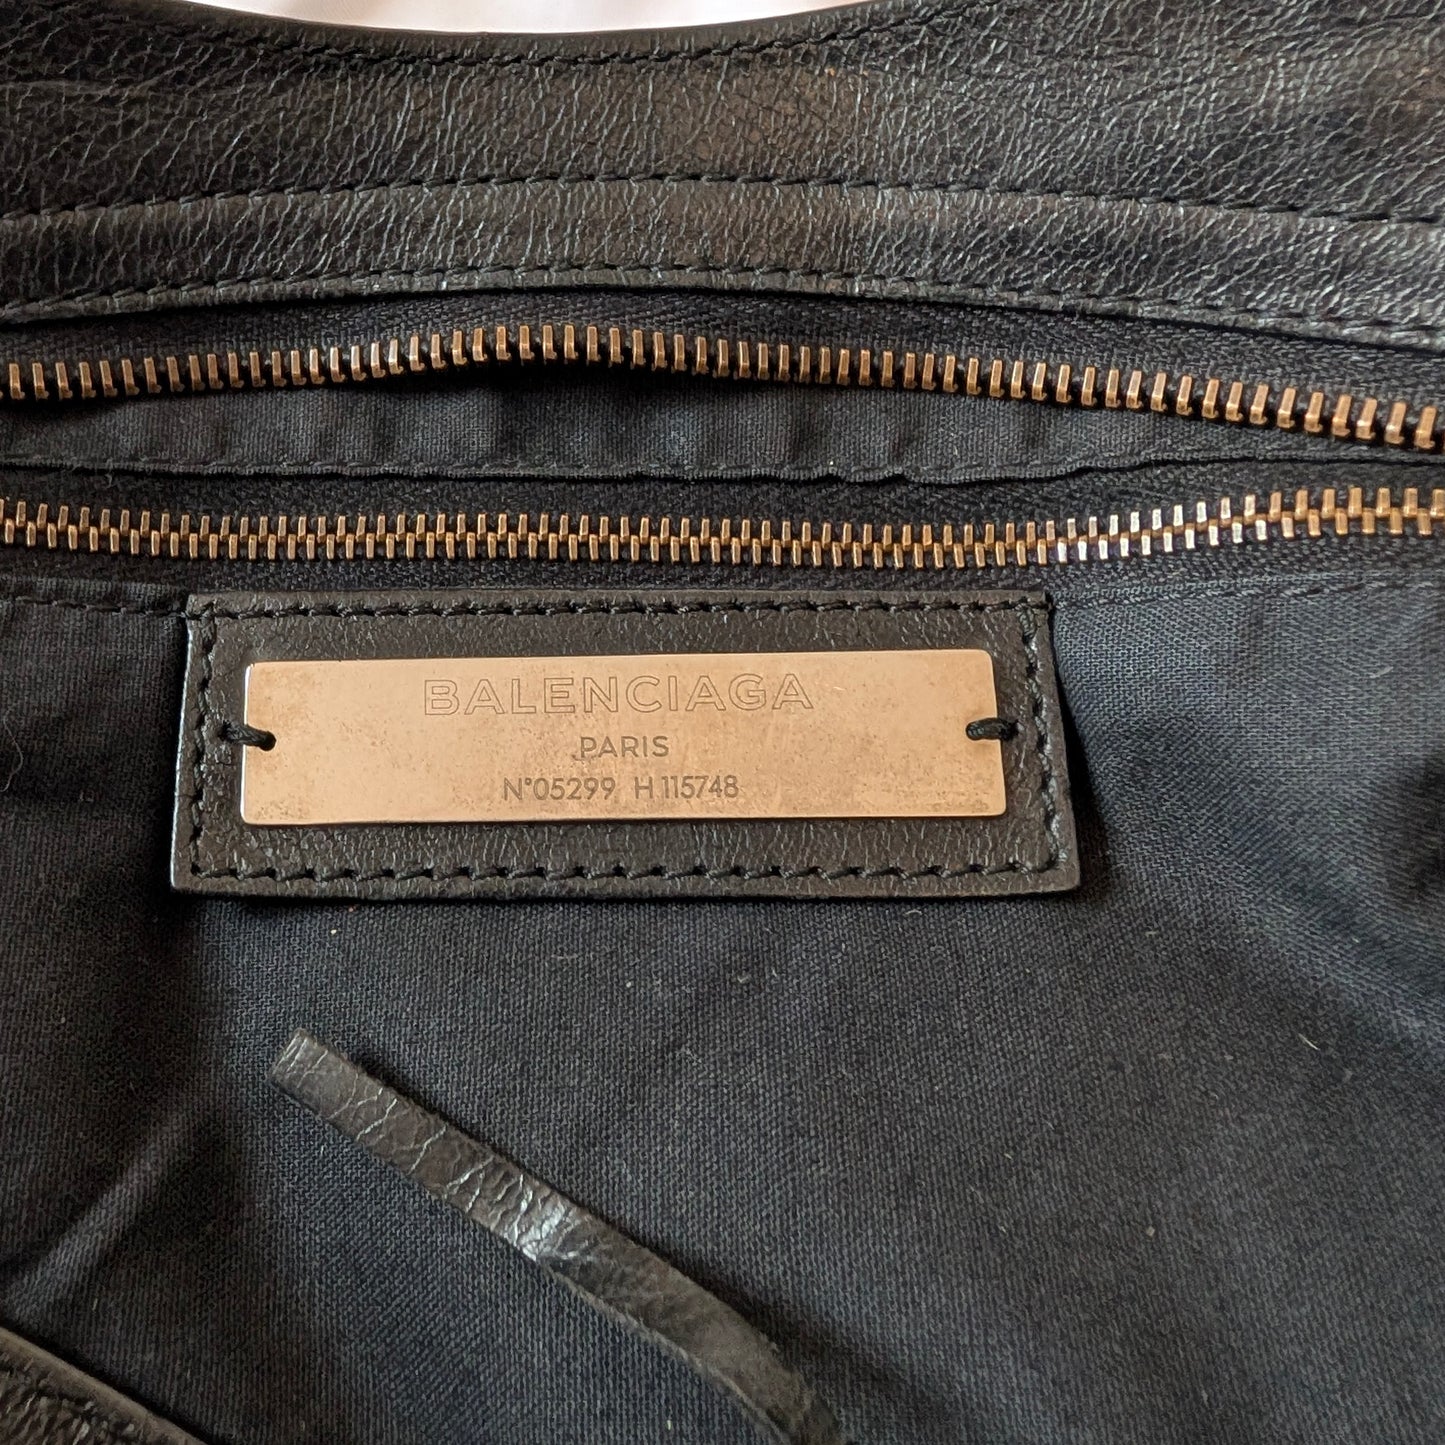 BALENCIAGA
PARIS
N°05299 H 115748